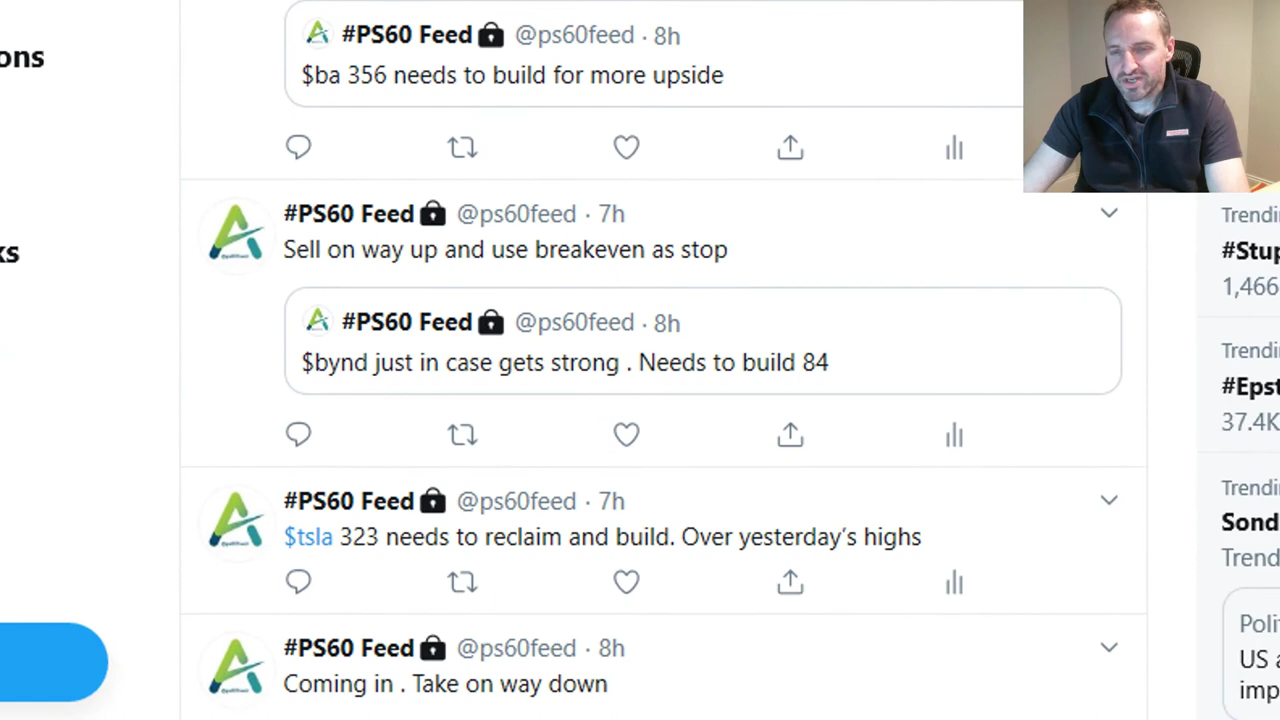 #PS60 Feed @ps60feed · 8h
$ba 356 needs to build for more upside
ons
#PS60 Feed @ps60feed · 7h
Sell on way up and use breakeven as stop
#PS60 Feed @ps60feed · 8h
$bynd just in case gets strong . Needs to build 84
ks
#PS60 Feed @ps60feed · 7h
$tsla 323 needs to reclaim and build. Over yesterday’s highs
#PS60 Feed @ps60feed · 8h
Coming in . Take on way down
Trendi
#Stup
1,466
Trendi
#Epst
37.4K
Trendi
Sond
Trend
Poli
US a
imp